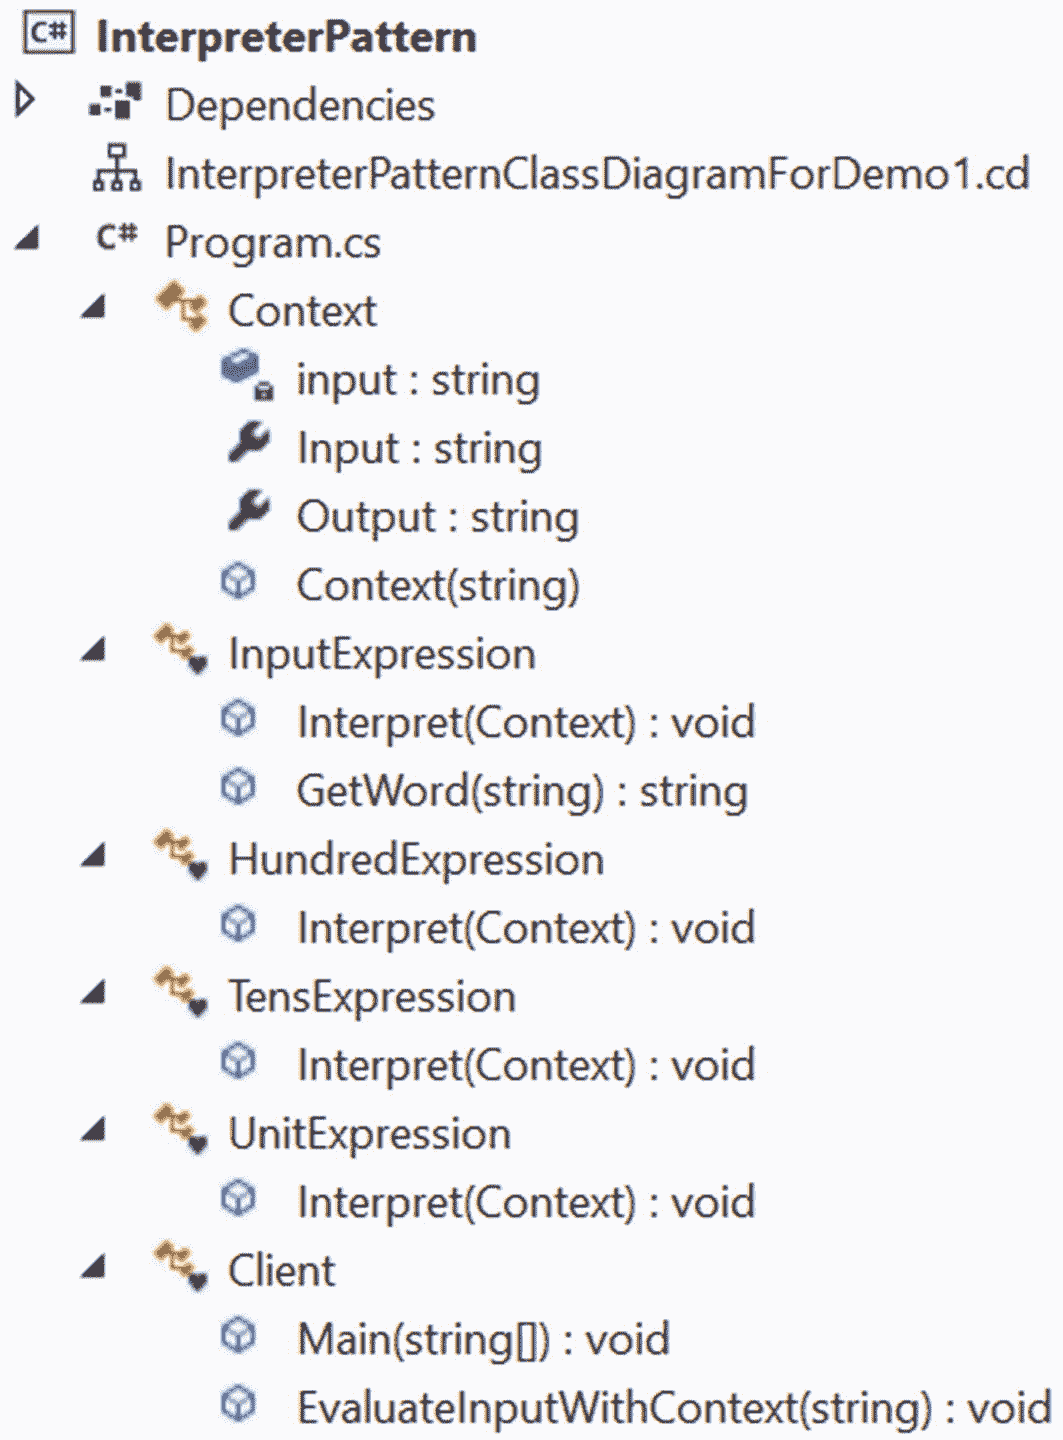 C# InterpreterPattern
Dependencies
InterpreterPatternClassDiagramForDemo1.cd
C# Program.cs
Context
input : string
Input : string
Output : string
Context(string)
InputExpression
Interpret(Context) : void
GetWord(string) : string
HundredExpression
Interpret(Context) : void
TensExpression
Interpret(Context) : void
UnitExpression
Interpret(Context) : void
Client
Main(string[]) : void
EvaluateInputWithContext(string) : void